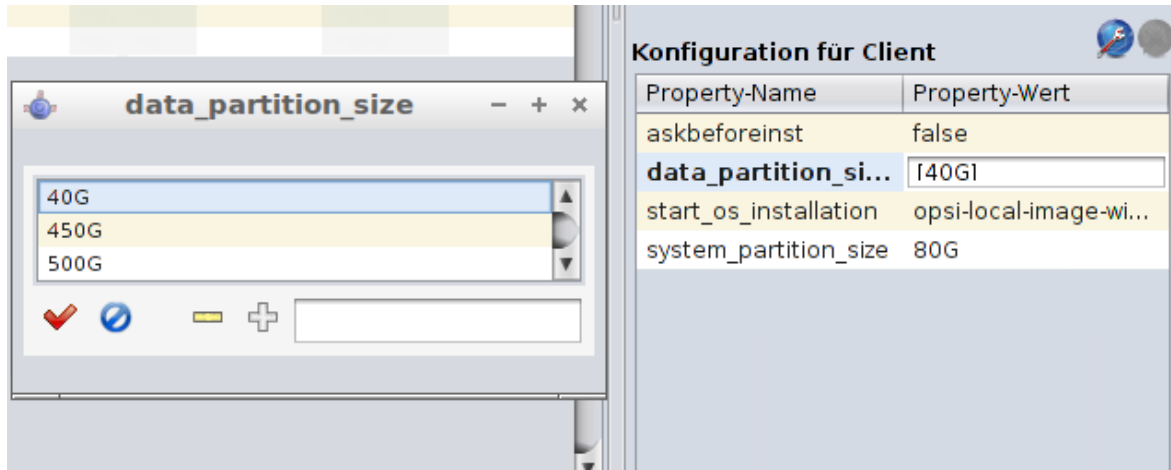 data_partition_size
40G
450G
500G
Konfiguration für Client
Property-Name Property-Wert
askbeforeinst false
data_partition_si... [40G]
start_os_installation opsi-local-image-wi...
system_partition_size 80G